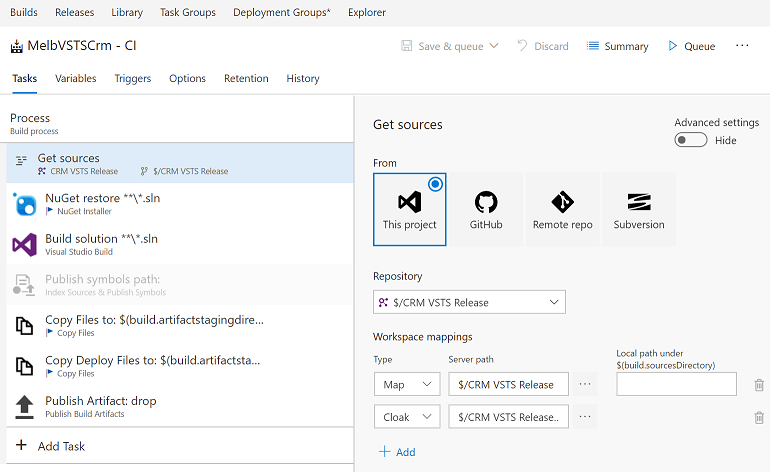 Builds Releases Library Task Groups Deployment Groups* Explorer
MelbVSTSCrm - CI
Save & queue Discard Summary Queue ...
Tasks Variables Triggers Options Retention History
Process
Build process
Get sources
CRM VSTS Release $/CRM VSTS Release
NuGet restore **\*.sln
NuGet Installer
Build solution **\*.sln
Visual Studio Build
Publish symbols path:
Index Sources & Publish Symbols
Copy Files to: $(build.artifactstagingdire...
Copy Files
Copy Deploy Files to: $(build.artifactsta...
Copy Files
Publish Artifact: drop
Publish Build Artifacts
+ Add Task
Get sources
Advanced settings
Hide
From
This project GitHub Remote repo Subversion
Repository
$/CRM VSTS Release
Workspace mappings
Type Server path Local path under
$(build.sourcesDirectory)
Map $/CRM VSTS Release ...
Cloak $/CRM VSTS Release.. ...
+ Add